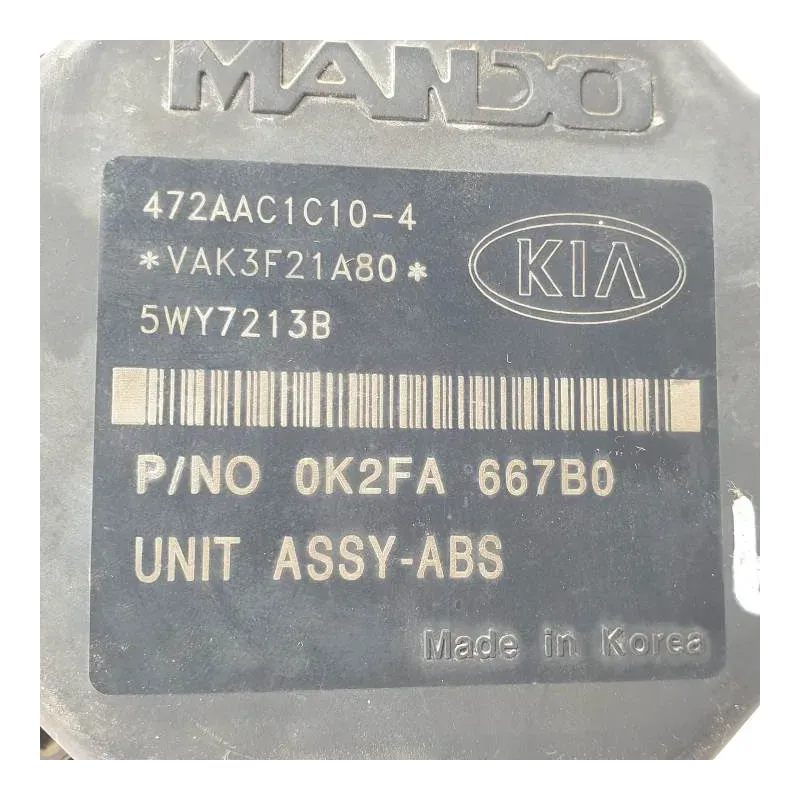 MANDO
472AAC1C10-4
*VAK3F21A80*
5WY7213B
KIA
P/NO 0K2FA 667B0
UNIT ASSY-ABS
Made in Korea